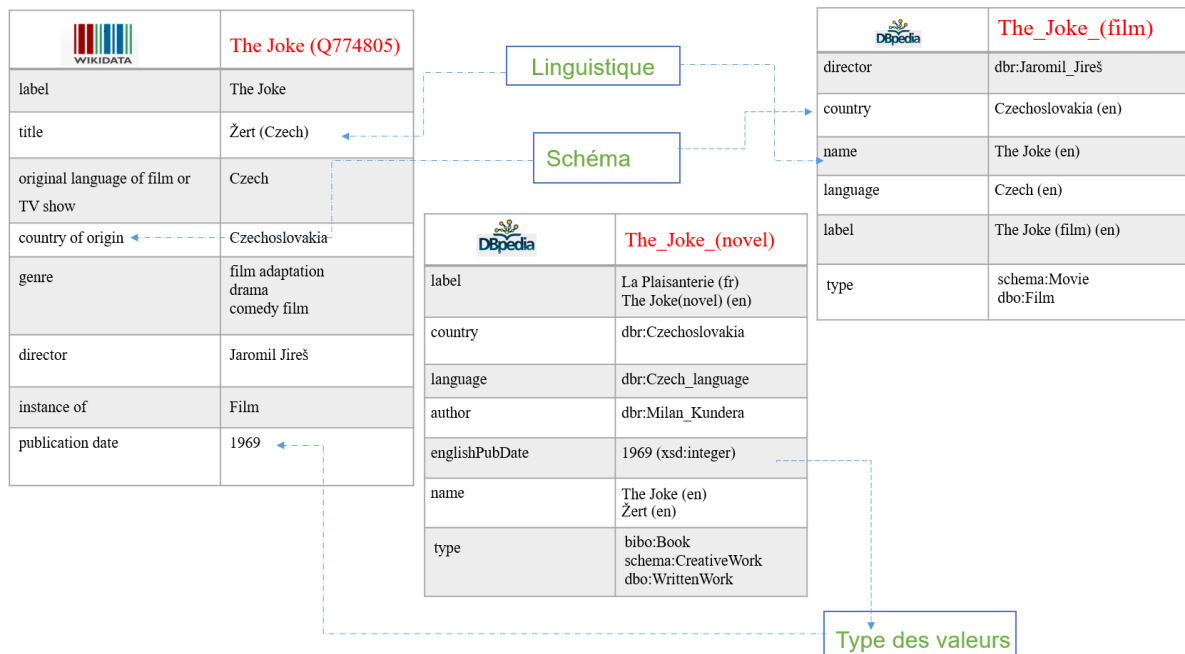 WIKIDATA
The Joke (Q774805)
label
The Joke
title
Žert (Czech)
original language of film or
TV show
Czech
country of origin
Czechoslovakia
genre
film adaptation
drama
comedy film
director
Jaromil Jireš
instance of
Film
publication date
1969
Linguistique
Schéma
DBpedia
The_Joke_(novel)
label
La Plaisanterie (fr)
The Joke(novel) (en)
country
dbr:Czechoslovakia
language
dbr:Czech_language
author
dbr:Milan_Kundera
englishPubDate
1969 (xsd:integer)
name
The Joke (en)
Žert (en)
type
bibo:Book
schema:CreativeWork
dbo:WrittenWork
DBpedia
The_Joke_(film)
director
dbr:Jaromil_Jireš
country
Czechoslovakia (en)
name
The Joke (en)
language
Czech (en)
label
The Joke (film) (en)
type
schema:Movie
dbo:Film
Type des valeurs